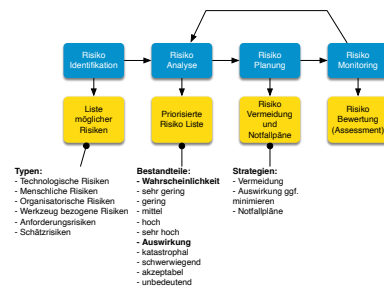 Risiko
Identifikation
Risiko
Analyse
Risiko
Planung
Risiko
Monitoring
Liste
möglicher
Risiken
Priorisierte
Risiko Liste
Risiko
Vermeidung
und
Notfallpäne
Risiko
Bewertung
(Assessment)
Typen:
- Technologische Risiken
- Menschliche Risiken
- Organisatorische Risiken
- Werkzeug bezogene Risiken
- Anforderungsrisiken
- Schätzrisiken
Bestandteile:
- Wahrscheinlichkeit
- sehr gering
- gering
- mittel
- hoch
- sehr hoch
- Auswirkung
- katastrophal
- schwerwiegend
- akzeptabel
- unbedeutend
Strategien:
- Vermeidung
- Auswirkung ggf.
minimieren
- Notfallpläne